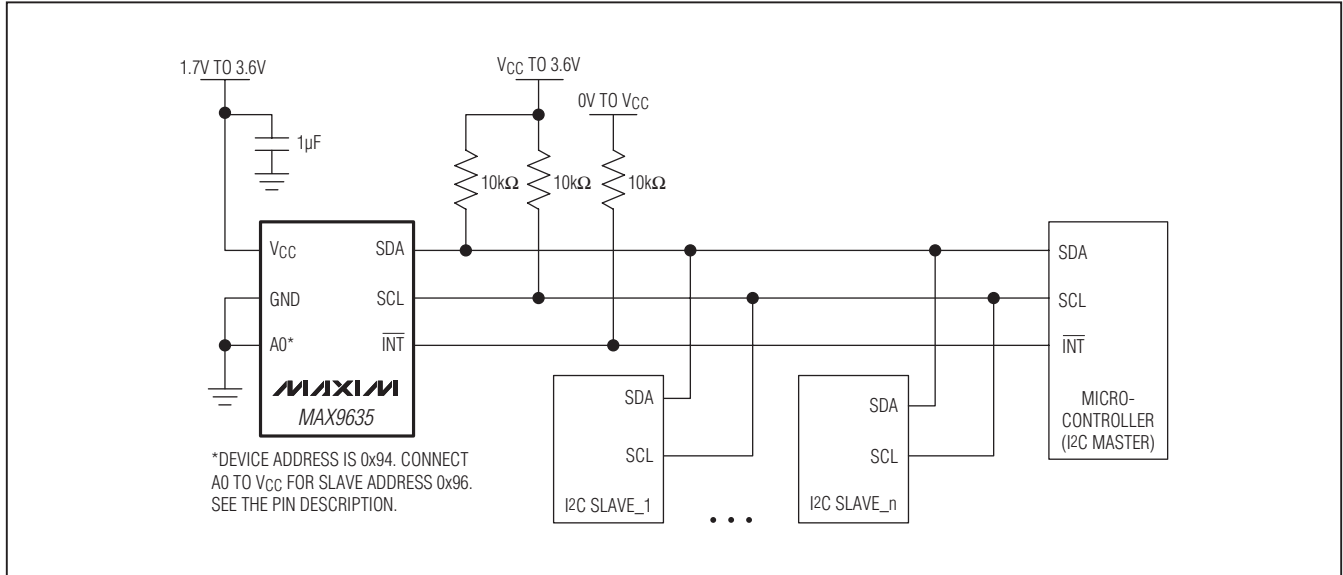 1.7V TO 3.6V
VCC TO 3.6V
0V TO VCC
1µF
10kΩ
10kΩ
10kΩ
VCC
SDA
GND
SCL
A0*
INT
MAXIM
MAX9635
*DEVICE ADDRESS IS 0x94. CONNECT
A0 TO VCC FOR SLAVE ADDRESS 0x96.
SEE THE PIN DESCRIPTION.
SDA
SCL
I2C SLAVE_1
• • •
SDA
SCL
I2C SLAVE_n
SDA
SCL
INT
MICRO-
CONTROLLER
(I2C MASTER)